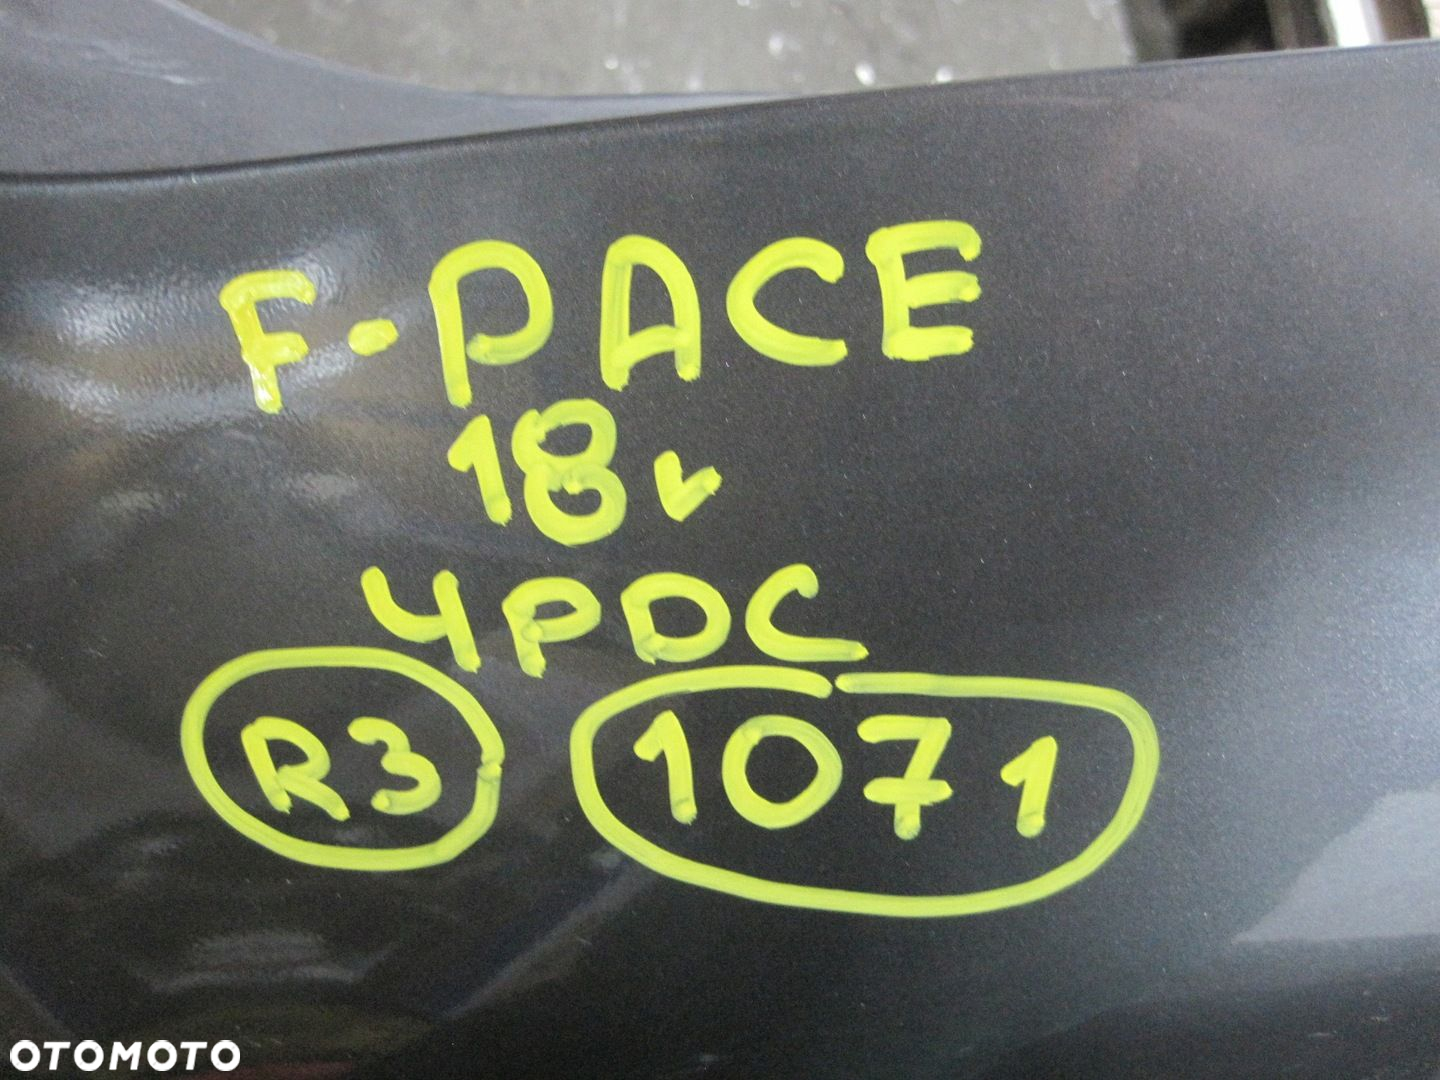 F-PACE
18r
4PDC
R3 1071
OTOMOTO